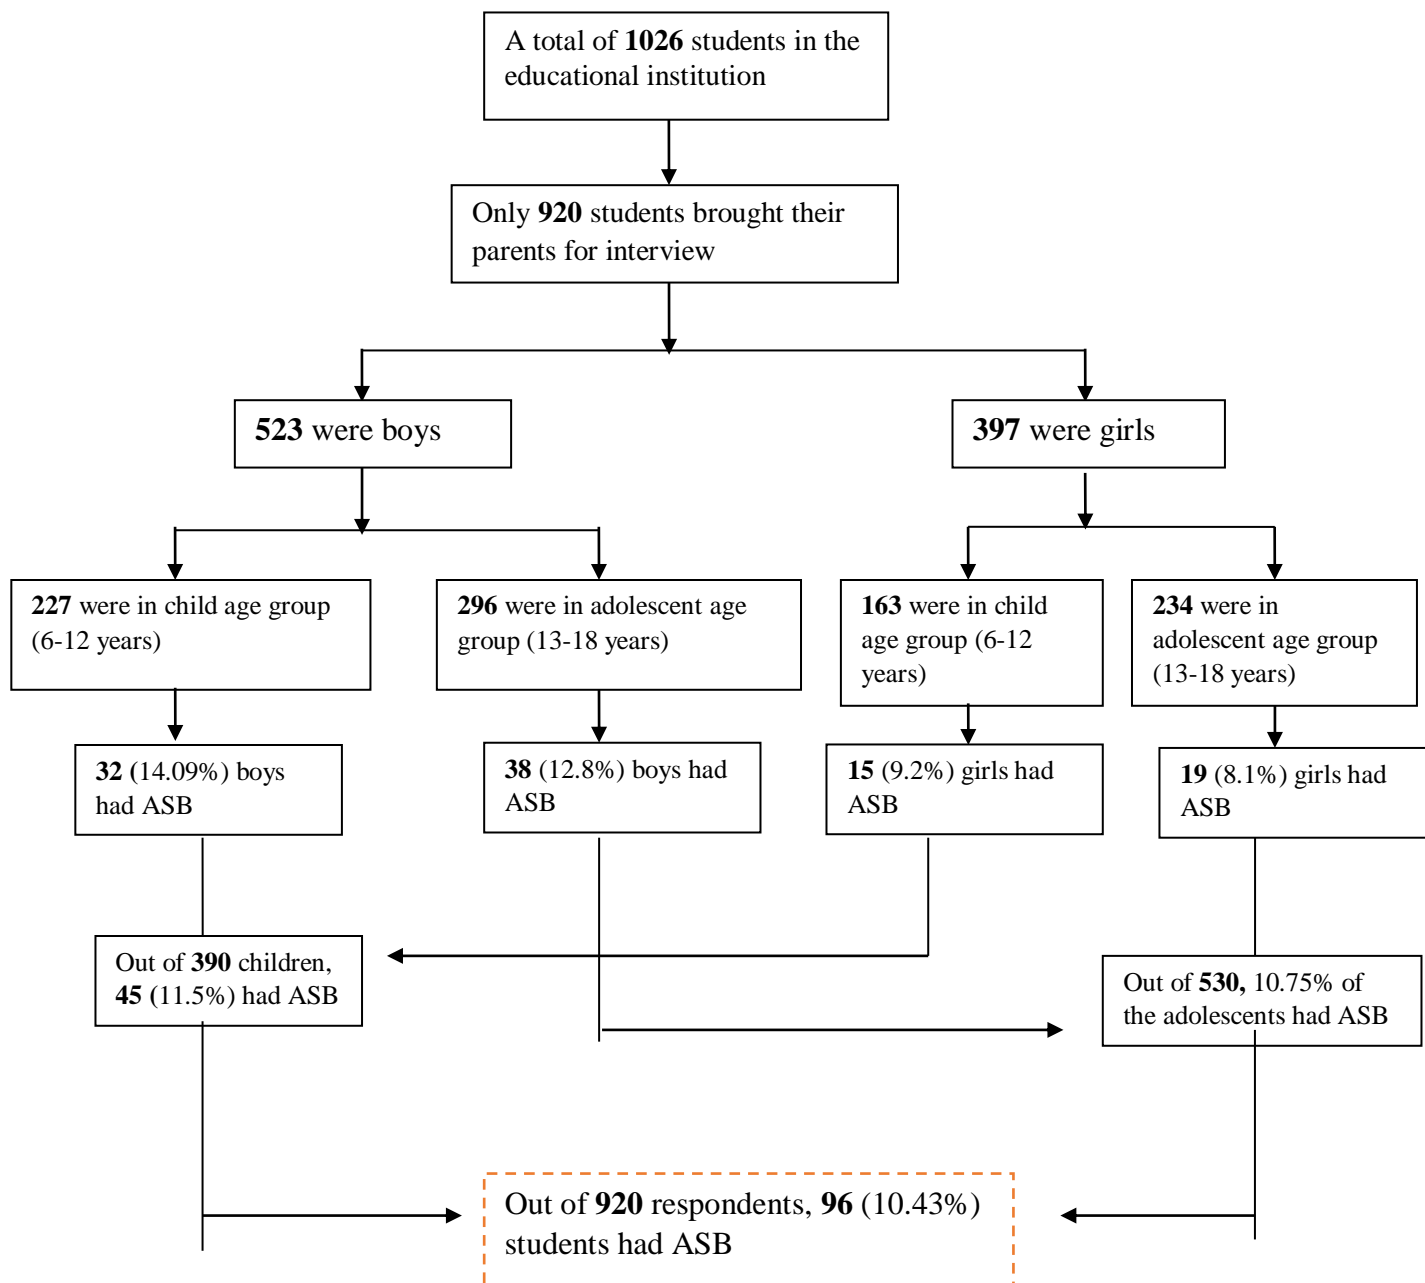 A total of 1026 students in the
educational institution
Only 920 students brought their
parents for interview
523 were boys
397 were girls
227 were in child age group
(6-12 years)
296 were in adolescent age
group (13-18 years)
163 were in child
age group (6-12
years)
234 were in
adolescent age group
(13-18 years)
32 (14.09%) boys
had ASB
38 (12.8%) boys had
ASB
15 (9.2%) girls had
ASB
19 (8.1%) girls had
ASB
Out of 390 children,
45 (11.5%) had ASB
Out of 530, 10.75% of
the adolescents had ASB
Out of 920 respondents, 96 (10.43%)
students had ASB